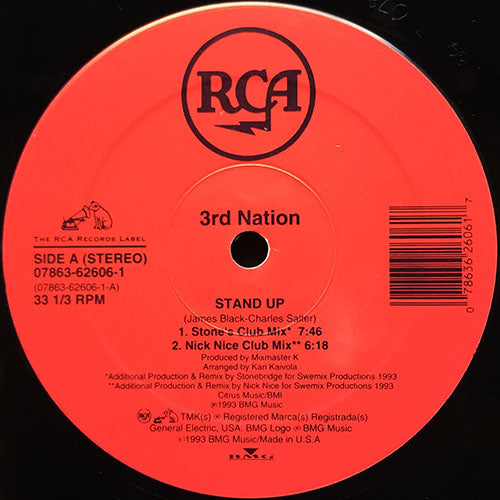 RCA
3rd Nation
THE RCA RECORDS LABEL
SIDE A (STEREO)
07863-62606-1
(07863-62606-1-A)
33 1/3 RPM
0 78636 26061 7
STAND UP
(James Black-Charles Salter)
1. Stone's Club Mix* 7:46
2. Nick Nice Club Mix** 6:18
Produced by Mixmaster K
Arranged by Kari Kaivola
*Additional Production & Remix by Stonebridge for Swemix Productions 1993
**Additional Production & Remix by Nick Nice for Swemix Productions 1993
Citrus Music/BMI
℗1993 BMG Music
RCA TMK(s) ® Registered Marca(s) Registrada(s)
General Electric, USA. BMG Logo ® BMG Music
©1993 BMG Music/Made in U.S.A.
BMG